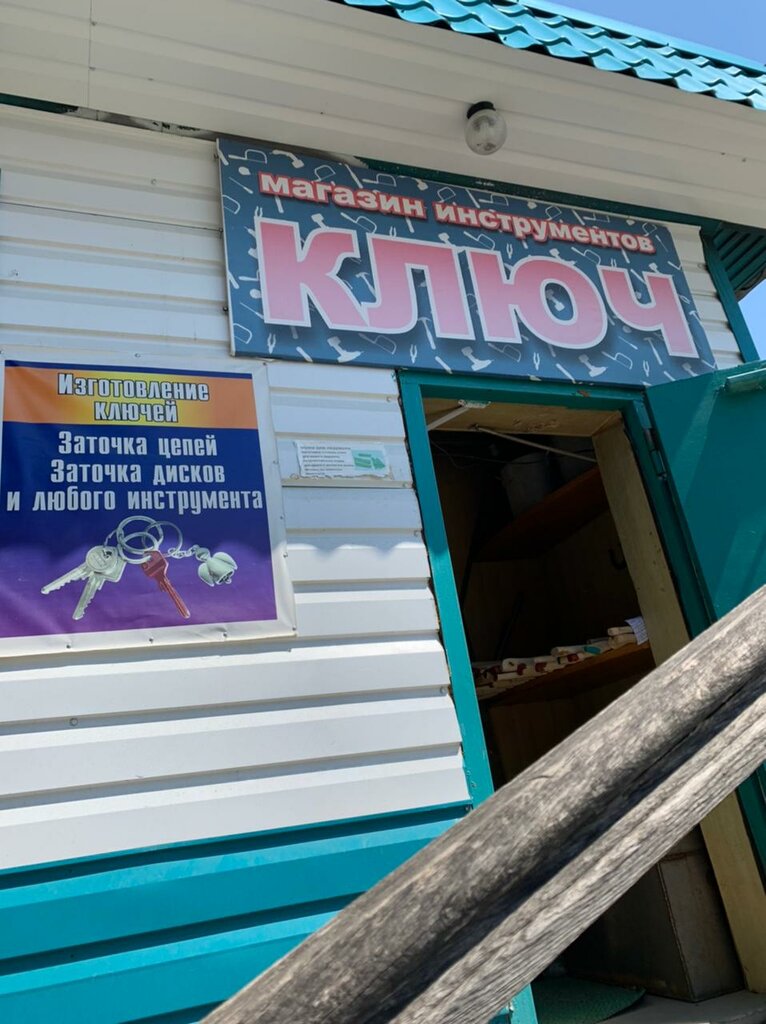 магазин инструментов
КЛЮЧ
Изготовление
ключей
Заточка цепей
Заточка дисков
и любого инструмента